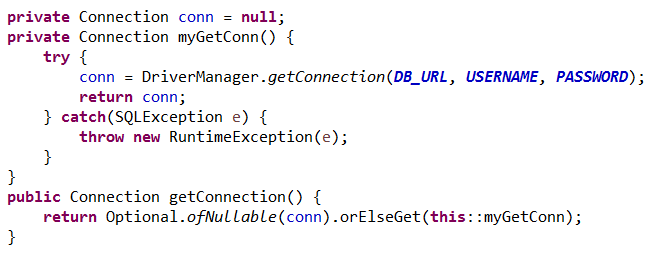 private Connection conn = null;
private Connection myGetConn() {
    try {
        conn = DriverManager.getConnection(DB_URL, USERNAME, PASSWORD);
        return conn;
    } catch(SQLException e) {
        throw new RuntimeException(e);
    }
}
public Connection getConnection() {
    return Optional.ofNullable(conn).orElseGet(this::myGetConn);
}